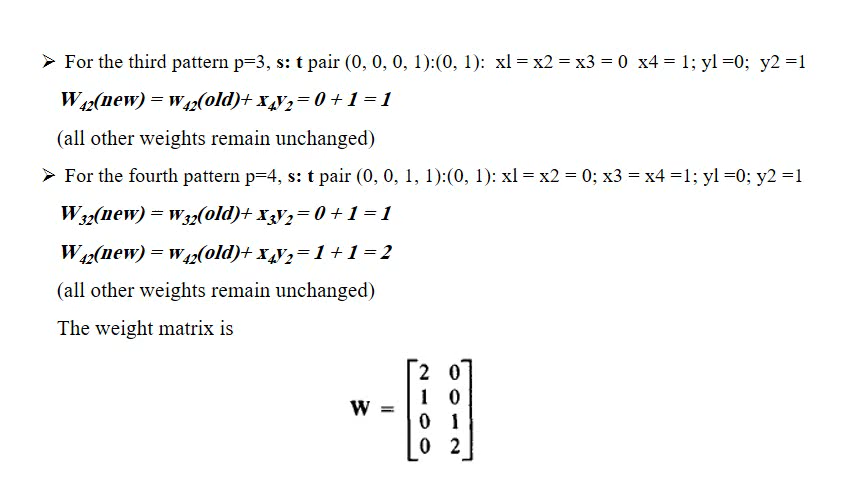 ➢ For the third pattern p=3, s: t pair (0, 0, 0, 1):(0, 1): xl = x2 = x3 = 0 x4 = 1; yl =0; y2 =1
W42(new) = w42(old)+ x4y2 = 0 + 1 = 1
(all other weights remain unchanged)
➢ For the fourth pattern p=4, s: t pair (0, 0, 1, 1):(0, 1): xl = x2 = 0; x3 = x4 =1; yl =0; y2 =1
W32(new) = w32(old)+ x3y2 = 0 + 1 = 1
W42(new) = w42(old)+ x4y2 = 1 + 1 = 2
(all other weights remain unchanged)
The weight matrix is
W =
2 0
1 0
0 1
0 2